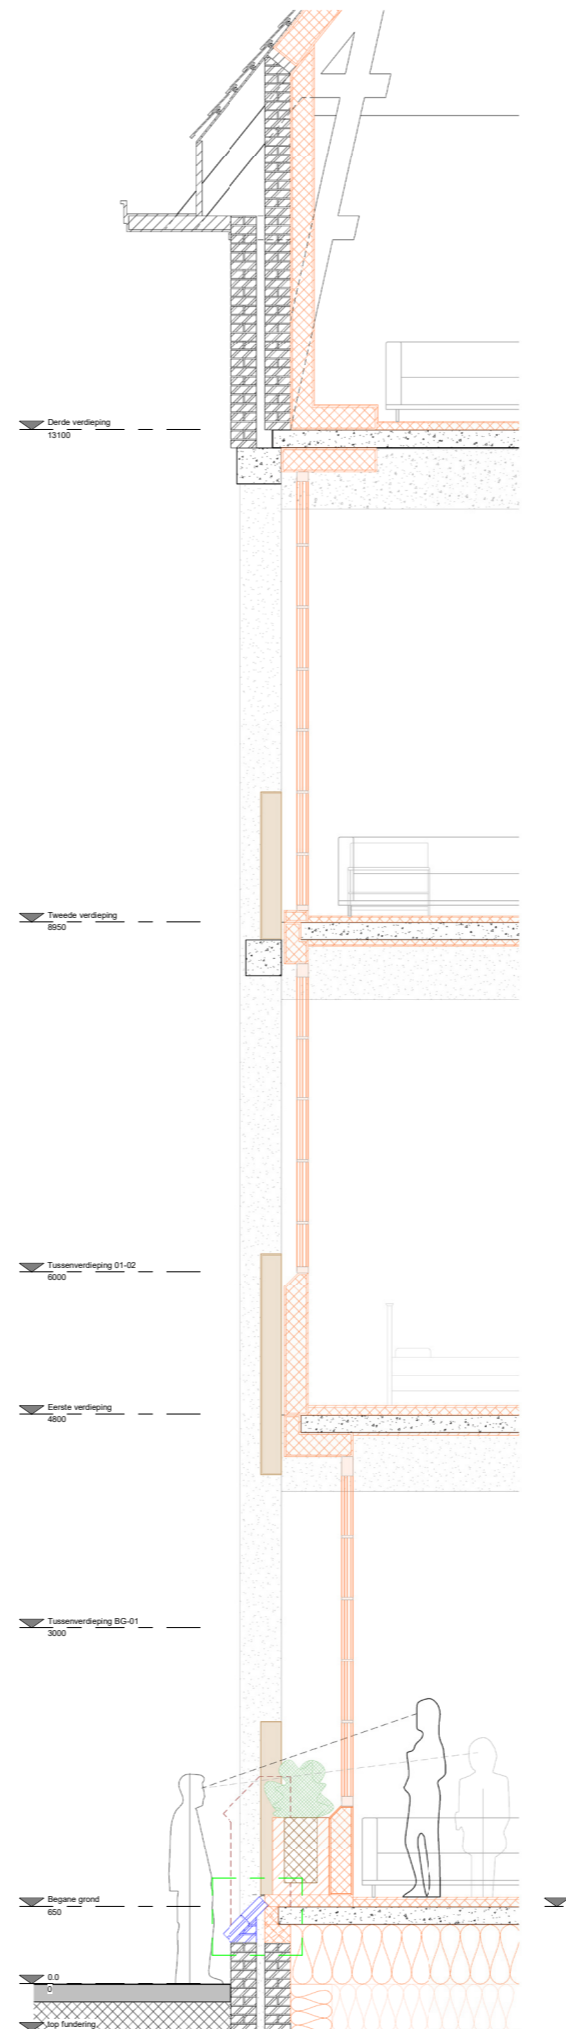 Derde verdieping
13100
Tweede verdieping
8950
Tussenverdieping 01-02
6000
Eerste verdieping
4800
Tussenverdieping BG-01
3000
Begane grond
650
0.0
0
top fundering